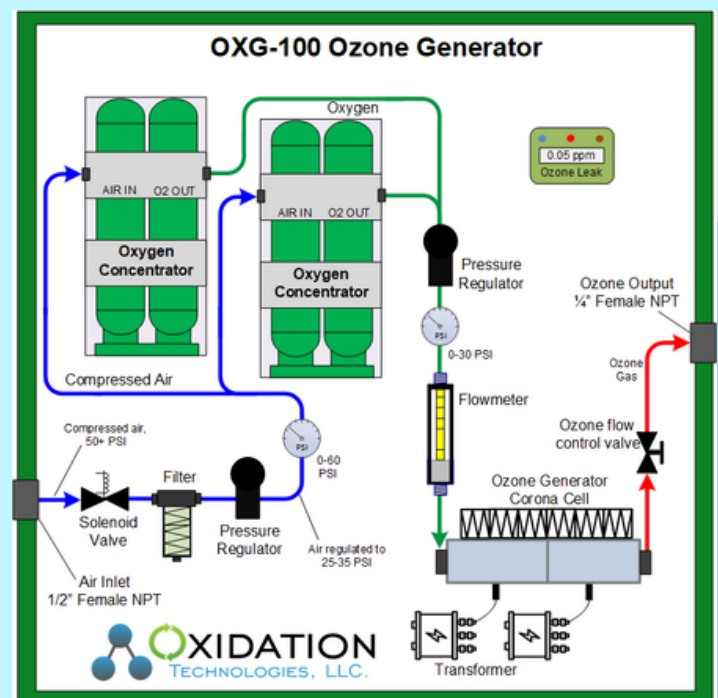 OXG-100 Ozone Generator
Oxygen
AIR IN
O2 OUT
Oxygen
Concentrator
AIR IN
O2 OUT
Oxygen
Concentrator
0.05 ppm
Ozone Leak
Pressure
Regulator
PSI
0-30 PSI
Ozone Output
¼" Female NPT
Ozone
Gas
Flowmeter
Ozone flow
control valve
Compressed Air
Compressed air,
50+ PSI
Solenoid
Valve
Filter
Pressure
Regulator
PSI
0-60
PSI
Air regulated to
25-35 PSI
Air Inlet
1/2" Female NPT
Ozone Generator
Corona Cell
Transformer
OXIDATION
TECHNOLOGIES, LLC.